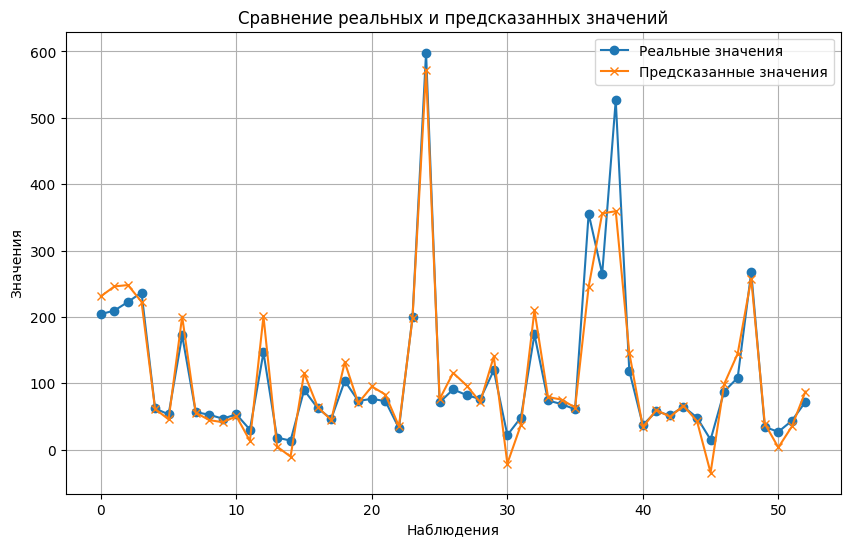 Сравнение реальных и предсказанных значений
Реальные значения
Предсказанные значения
Значения
600
500
400
300
200
100
0
0
10
20
30
40
50
Наблюдения